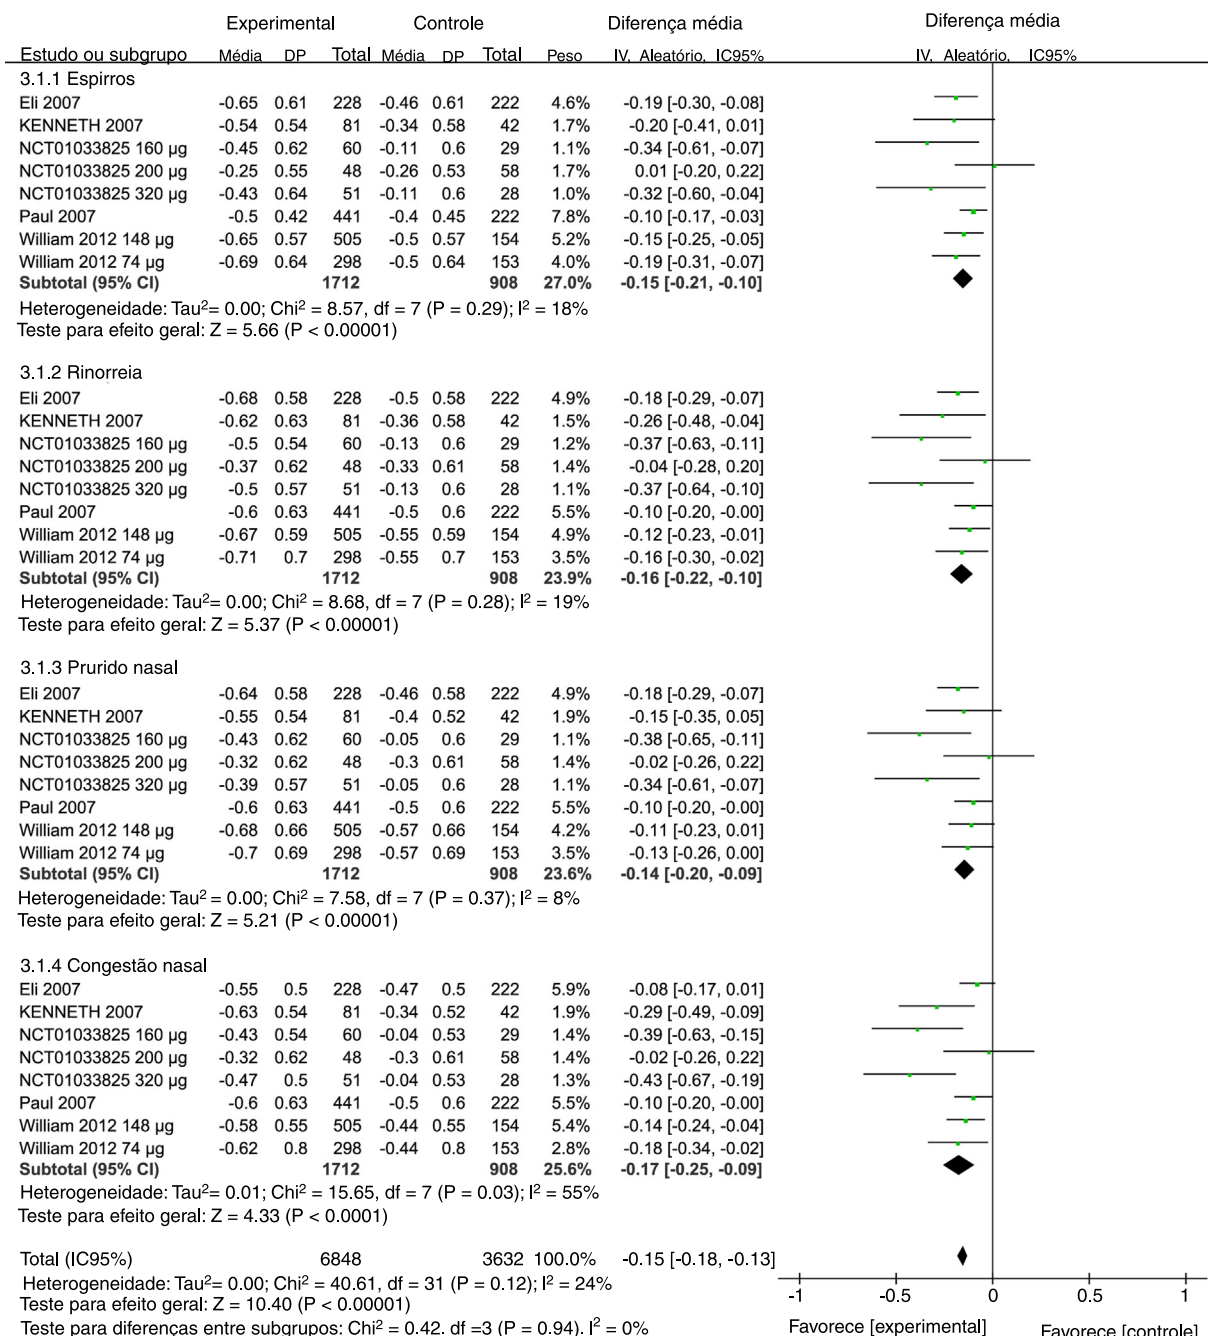 Experimental Controle Diferença média Diferença média
Estudo ou subgrupo Média DP Total Média DP Total Peso IV, Aleatório, IC95% IV, Aleatório, IC95%
3.1.1 Espirros
Eli 2007 -0.65 0.61 228 -0.46 0.61 222 4.6% -0.19 [-0.30, -0.08]
KENNETH 2007 -0.54 0.54 81 -0.34 0.58 42 1.7% -0.20 [-0.41, 0.01]
NCT01033825 160 µg -0.45 0.62 60 -0.11 0.6 29 1.1% -0.34 [-0.61, -0.07]
NCT01033825 200 µg -0.25 0.55 48 -0.26 0.53 58 1.7% 0.01 [-0.20, 0.22]
NCT01033825 320 µg -0.43 0.64 51 -0.11 0.6 28 1.0% -0.32 [-0.60, -0.04]
Paul 2007 -0.5 0.42 441 -0.4 0.45 222 7.8% -0.10 [-0.17, -0.03]
William 2012 148 µg -0.65 0.57 505 -0.5 0.57 154 5.2% -0.15 [-0.25, -0.05]
William 2012 74 µg -0.69 0.64 298 -0.5 0.64 153 4.0% -0.19 [-0.31, -0.07]
Subtotal (95% CI) 1712 908 27.0% -0.15 [-0.21, -0.10]
Heterogeneidade: Tau²= 0.00; Chi² = 8.57, df = 7 (P = 0.29); I² = 18%
Teste para efeito geral: Z = 5.66 (P < 0.00001)
3.1.2 Rinorreia
Eli 2007 -0.68 0.58 228 -0.5 0.58 222 4.9% -0.18 [-0.29, -0.07]
KENNETH 2007 -0.62 0.63 81 -0.36 0.58 42 1.5% -0.26 [-0.48, -0.04]
NCT01033825 160 µg -0.5 0.54 60 -0.13 0.6 29 1.2% -0.37 [-0.63, -0.11]
NCT01033825 200 µg -0.37 0.62 48 -0.33 0.61 58 1.4% -0.04 [-0.28, 0.20]
NCT01033825 320 µg -0.5 0.57 51 -0.13 0.6 28 1.1% -0.37 [-0.64, -0.10]
Paul 2007 -0.6 0.63 441 -0.5 0.6 222 5.5% -0.10 [-0.20, -0.00]
William 2012 148 µg -0.67 0.59 505 -0.55 0.59 154 4.9% -0.12 [-0.23, -0.01]
William 2012 74 µg -0.71 0.7 298 -0.55 0.7 153 3.5% -0.16 [-0.30, -0.02]
Subtotal (95% CI) 1712 908 23.9% -0.16 [-0.22, -0.10]
Heterogeneidade: Tau²= 0.00; Chi² = 8.68, df = 7 (P = 0.28); I² = 19%
Teste para efeito geral: Z = 5.37 (P < 0.00001)
3.1.3 Prurido nasal
Eli 2007 -0.64 0.58 228 -0.46 0.58 222 4.9% -0.18 [-0.29, -0.07]
KENNETH 2007 -0.55 0.54 81 -0.4 0.52 42 1.9% -0.15 [-0.35, 0.05]
NCT01033825 160 µg -0.43 0.62 60 -0.05 0.6 29 1.1% -0.38 [-0.65, -0.11]
NCT01033825 200 µg -0.32 0.62 48 -0.3 0.61 58 1.4% -0.02 [-0.26, 0.22]
NCT01033825 320 µg -0.39 0.57 51 -0.05 0.6 28 1.1% -0.34 [-0.61, -0.07]
Paul 2007 -0.6 0.63 441 -0.5 0.6 222 5.5% -0.10 [-0.20, -0.00]
William 2012 148 µg -0.68 0.66 505 -0.57 0.66 154 4.2% -0.11 [-0.23, 0.01]
William 2012 74 µg -0.7 0.69 298 -0.57 0.69 153 3.5% -0.13 [-0.26, 0.00]
Subtotal (95% CI) 1712 908 23.6% -0.14 [-0.20, -0.09]
Heterogeneidade: Tau² = 0.00; Chi² = 7.58, df = 7 (P = 0.37); I² = 8%
Teste para efeito geral: Z = 5.21 (P < 0.00001)
3.1.4 Congestão nasal
Eli 2007 -0.55 0.5 228 -0.47 0.5 222 5.9% -0.08 [-0.17, 0.01]
KENNETH 2007 -0.63 0.54 81 -0.34 0.52 42 1.9% -0.29 [-0.49, -0.09]
NCT01033825 160 µg -0.43 0.54 60 -0.04 0.53 29 1.4% -0.39 [-0.63, -0.15]
NCT01033825 200 µg -0.32 0.62 48 -0.3 0.61 58 1.4% -0.02 [-0.26, 0.22]
NCT01033825 320 µg -0.47 0.5 51 -0.04 0.53 28 1.3% -0.43 [-0.67, -0.19]
Paul 2007 -0.6 0.63 441 -0.5 0.6 222 5.5% -0.10 [-0.20, -0.00]
William 2012 148 µg -0.58 0.55 505 -0.44 0.55 154 5.4% -0.14 [-0.24, -0.04]
William 2012 74 µg -0.62 0.8 298 -0.44 0.8 153 2.8% -0.18 [-0.34, -0.02]
Subtotal (95% CI) 1712 908 25.6% -0.17 [-0.25, -0.09]
Heterogeneidade: Tau²= 0.01; Chi² = 15.65, df = 7 (P = 0.03); I² = 55%
Teste para efeito geral: Z = 4.33 (P < 0.0001)
Total (IC95%) 6848 3632 100.0% -0.15 [-0.18, -0.13]
Heterogeneidade: Tau²= 0.00; Chi² = 40.61, df = 31 (P = 0.12); I² = 24%
Teste para efeito geral: Z = 10.40 (P < 0.00001)
Teste para diferenças entre subgrupos: Chi² = 0.42. df =3 (P = 0.94). I² = 0%
-1 -0.5 0 0.5 1
Favorece [experimental] Favorece [controle]